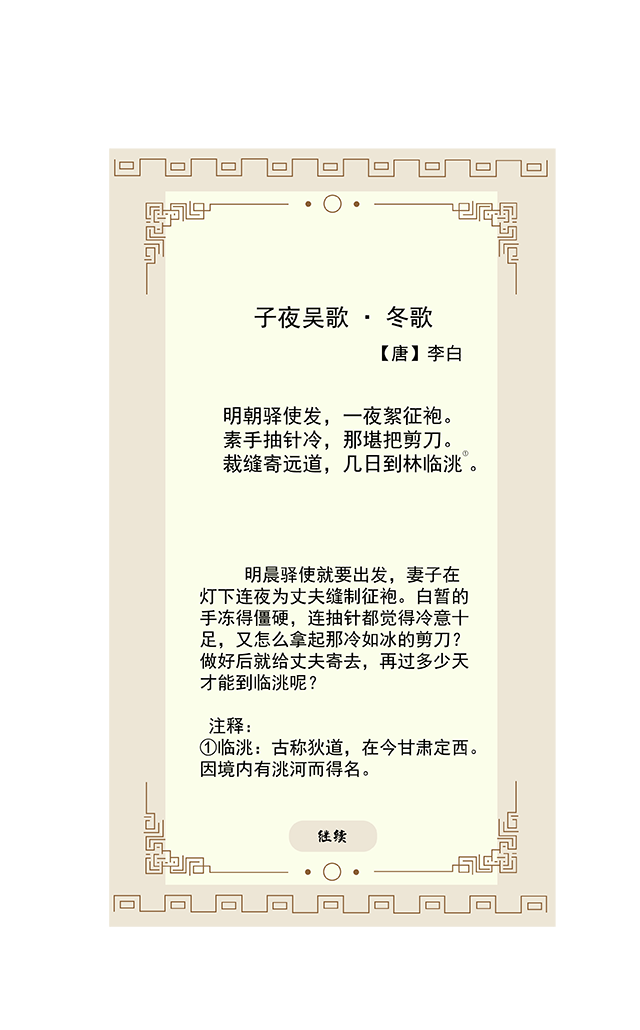 子夜吴歌 · 冬歌
【唐】李白
明朝驿使发，一夜絮征袍。
素手抽针冷，那堪把剪刀。
裁缝寄远道，几日到林临洮①。
明晨驿使就要出发，妻子在
灯下连夜为丈夫缝制征袍。白暂的
手冻得僵硬，连抽针都觉得冷意十
足，又怎么拿起那冷如冰的剪刀？
做好后就给丈夫寄去，再过多少天
才能到临洮呢？
注释：
①临洮：古称狄道，在今甘肃定西。
因境内有洮河而得名。
继续